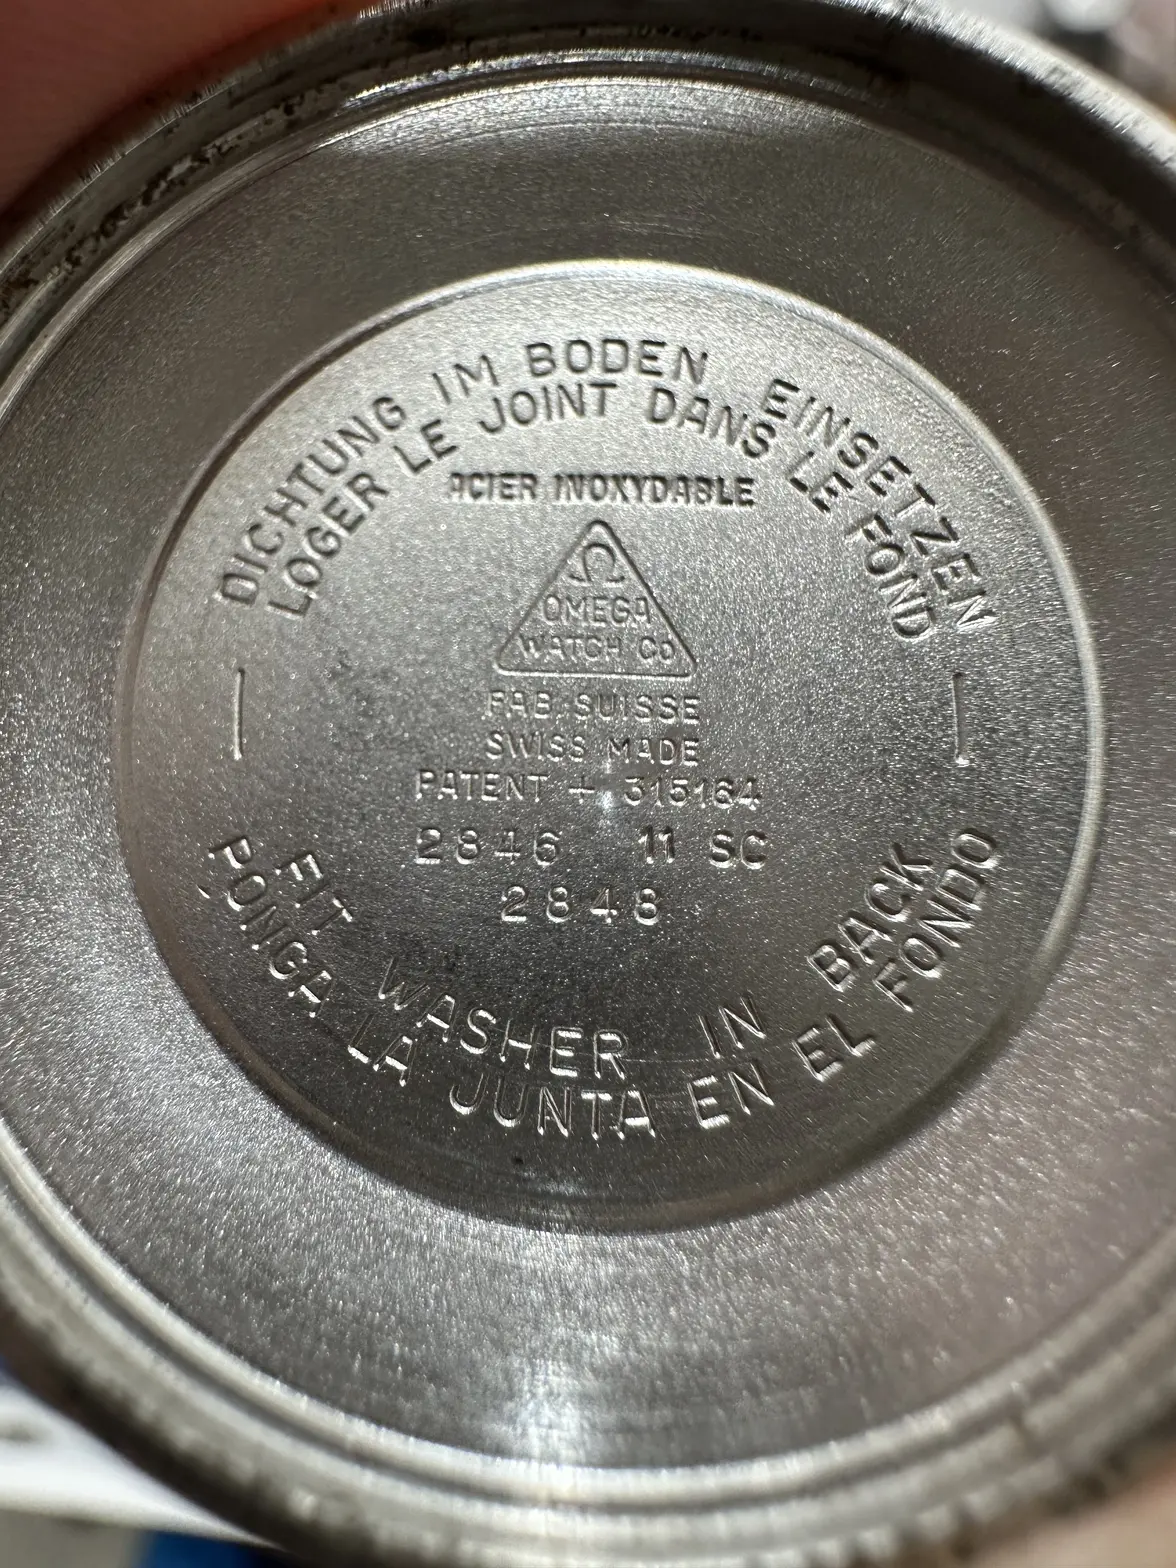 DICHTUNG IM BODEN EINSETZEN
LOGER LE JOINT DANS LE FOND
ACIER INOXYDABLE
Ω
OMEGA
WATCH CO
FAB. SUISSE
SWISS MADE
PATENT + 315164
2846 11 SC
2848
FIT WASHER IN BACK
PONGA LA JUNTA EN EL FONDO